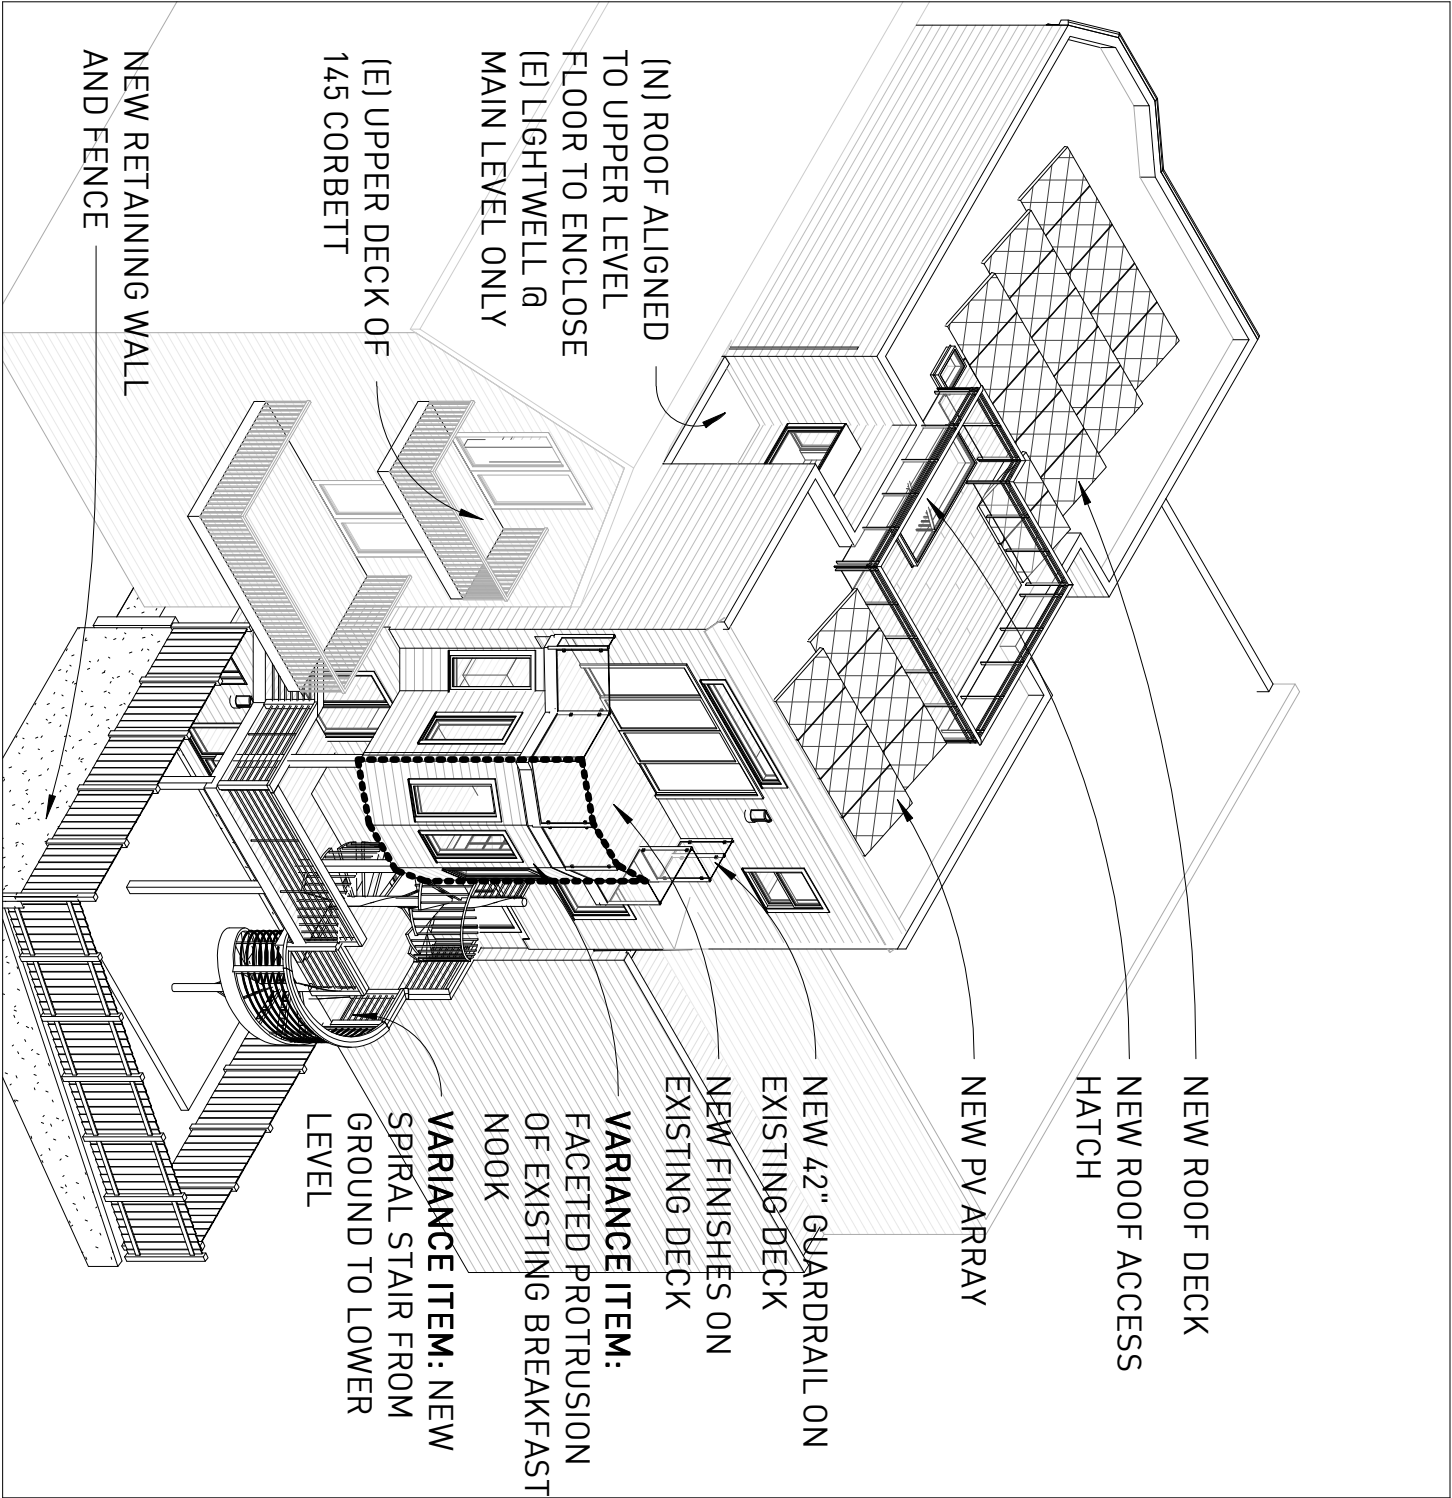 NEW ROOF DECK
NEW ROOF ACCESS
HATCH
NEW PV ARRAY
NEW 42" GUARDRAIL ON
EXISTING DECK
NEW FINISHES ON
EXISTING DECK
VARIANCE ITEM:
FACETED PROTRUSION
OF EXISTING BREAKFAST
NOOK
VARIANCE ITEM: NEW
SPIRAL STAIR FROM
GROUND TO LOWER
LEVEL
(N) ROOF ALIGNED
TO UPPER LEVEL
FLOOR TO ENCLOSE
(E) LIGHTWELL @
MAIN LEVEL ONLY
(E) UPPER DECK OF
145 CORBETT
NEW RETAINING WALL
AND FENCE